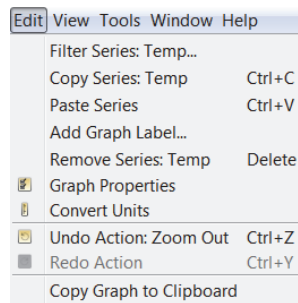 Edit View Tools Window Help
Filter Series: Temp...
Copy Series: Temp Ctrl+C
Paste Series Ctrl+V
Add Graph Label...
Remove Series: Temp Delete
Graph Properties
Convert Units
Undo Action: Zoom Out Ctrl+Z
Redo Action Ctrl+Y
Copy Graph to Clipboard